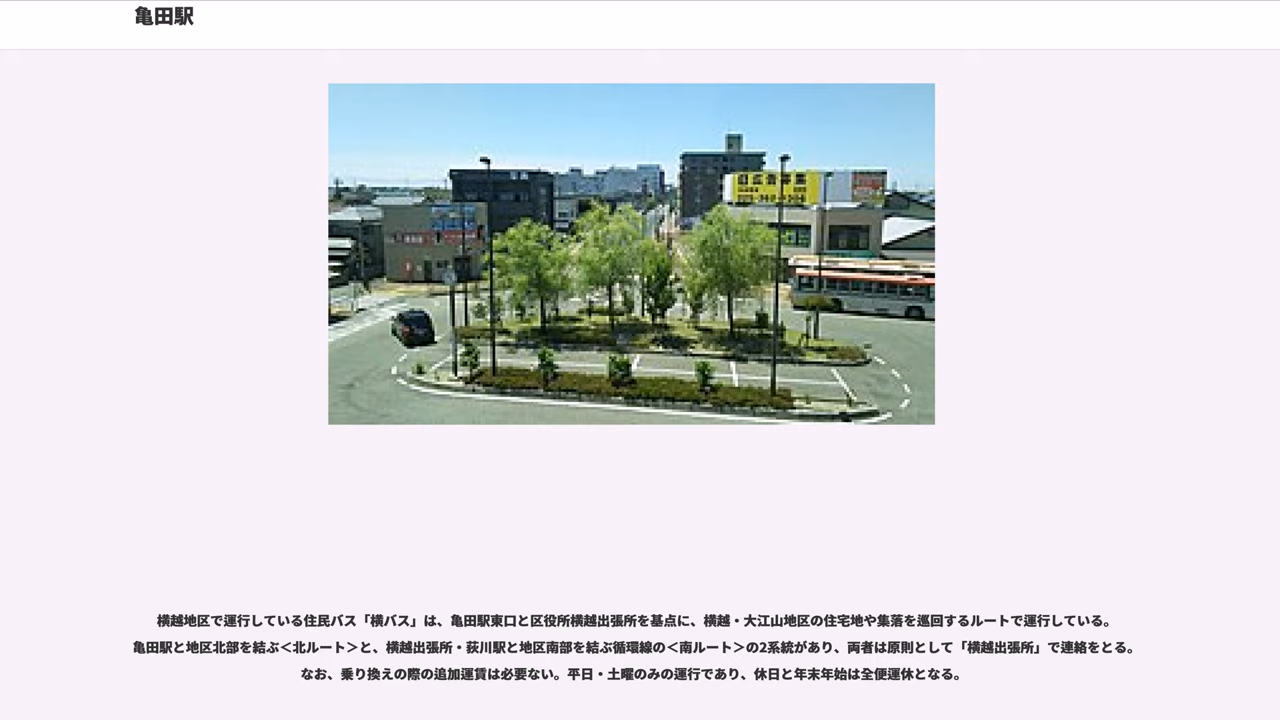 亀田駅
横越地区で運行している住民バス「横バス」は、亀田駅東口と区役所横越出張所を基点に、横越・大江山地区の住宅地や集落を巡回するルートで運行している。
亀田駅と地区北部を結ぶ＜北ルート＞と、横越出張所・荻川駅と地区南部を結ぶ循環線の＜南ルート＞の2系統があり、両者は原則として「横越出張所」で連絡をとる。
なお、乗り換えの際の追加運賃は必要ない。平日・土曜のみの運行であり、休日と年末年始は全便運休となる。